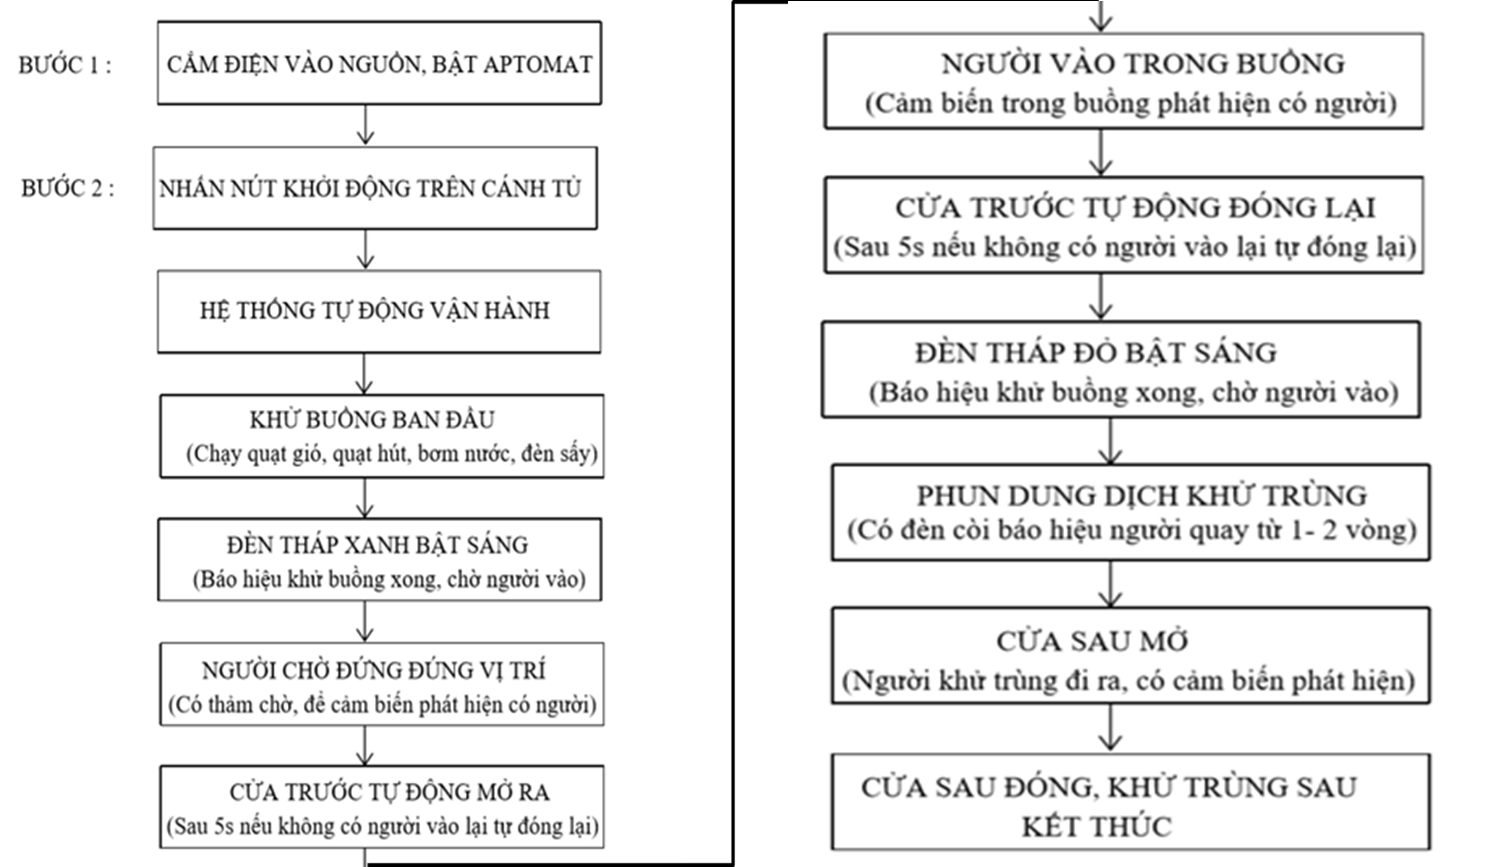 BƯỚC 1 :
CẮM ĐIỆN VÀO NGUỒN, BẬT APTOMAT
BƯỚC 2 :
NHẤN NÚT KHỞI ĐỘNG TRÊN CÁNH TỦ
HỆ THỐNG TỰ ĐỘNG VẬN HÀNH
KHỬ BUỒNG BAN ĐẦU
(Chạy quạt gió, quạt hút, bơm nước, đèn sấy)
ĐÈN THÁP XANH BẬT SÁNG
(Báo hiệu khử buồng xong, chờ người vào)
NGƯỜI CHỜ ĐỨNG ĐÚNG VỊ TRÍ
(Có thảm chờ, để cảm biến phát hiện có người)
CỬA TRƯỚC TỰ ĐỘNG MỞ RA
(Sau 5s nếu không có người vào lại tự đóng lại)
NGƯỜI VÀO TRONG BUỒNG
(Cảm biến trong buồng phát hiện có người)
CỬA TRƯỚC TỰ ĐỘNG ĐÓNG LẠI
(Sau 5s nếu không có người vào lại tự đóng lại)
ĐÈN THÁP ĐỎ BẬT SÁNG
(Báo hiệu khử buồng xong, chờ người vào)
PHUN DUNG DỊCH KHỬ TRÙNG
(Có đèn còi báo hiệu người quay từ 1- 2 vòng)
CỬA SAU MỞ
(Người khử trùng đi ra, có cảm biến phát hiện)
CỬA SAU ĐÓNG, KHỬ TRÙNG SAU
KẾT THÚC